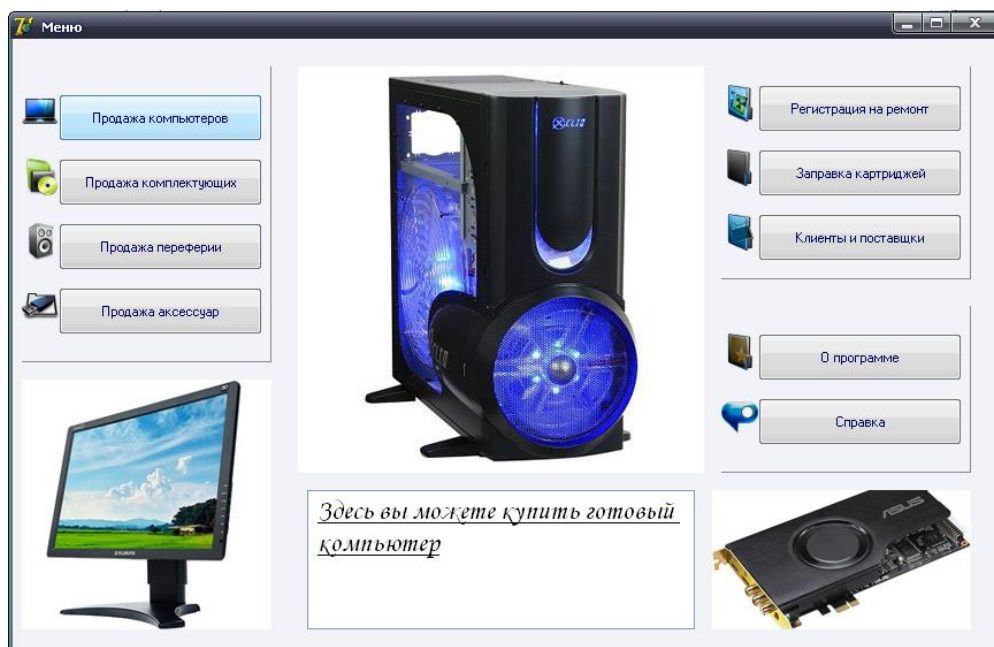 Меню
Продажа компьютеров
Продажа комплектующих
Продажа переферии
Продажа аксессуар
Регистрация на ремонт
Заправка картриджей
Клиенты и поставщки
О программе
Справка
Здесь вы можете купить готовый
компьютер
ASUS